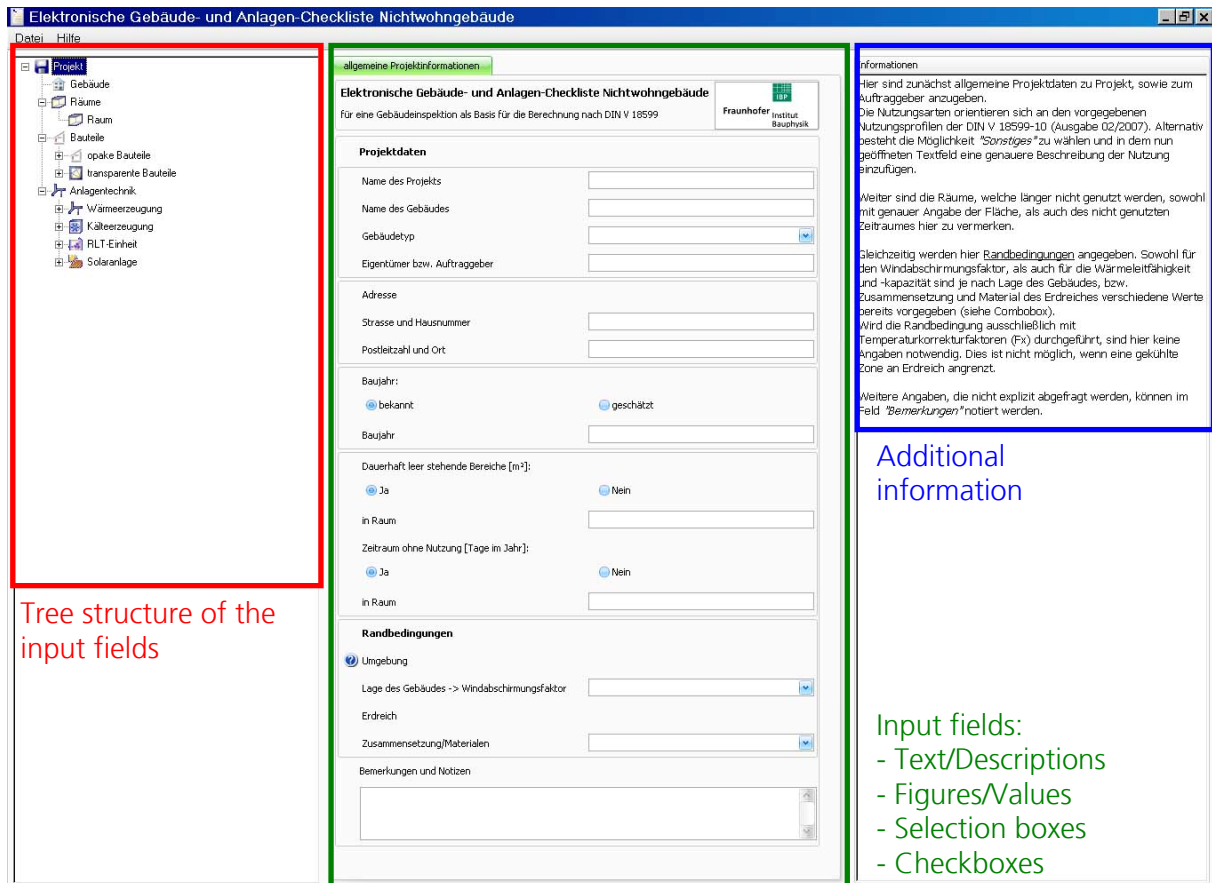 Elektronische Gebäude- und Anlagen-Checkliste Nichtwohngebäude
Datei Hilfe
Projekt
Gebäude
Räume
Raum
Bauteile
opake Bauteile
transparente Bauteile
Anlagentechnik
Wärmeerzeugung
Kälteerzeugung
RLT-Einheit
Solaranlage
Tree structure of the
input fields
allgemeine Projektinformationen
Elektronische Gebäude- und Anlagen-Checkliste Nichtwohngebäude
für eine Gebäudeinspektion als Basis für die Berechnung nach DIN V 18599
IBP
Fraunhofer Institut
Bauphysik
Projektdaten
Name des Projekts
Name des Gebäudes
Gebäudetyp
Eigentümer bzw. Auftraggeber
Adresse
Strasse und Hausnummer
Postleitzahl und Ort
Baujahr:
bekannt geschätzt
Baujahr
Dauerhaft leer stehende Bereiche [m²]:
Ja Nein
in Raum
Zeitraum ohne Nutzung [Tage im Jahr]:
Ja Nein
in Raum
Randbedingungen
Umgebung
Lage des Gebäudes -> Windabschirmungsfaktor
Erdreich
Zusammensetzung/Materialen
Bemerkungen und Notizen
Informationen
Hier sind zunächst allgemeine Projektdaten zu Projekt, sowie zum
Auftraggeber anzugeben.
Die Nutzungsarten orientieren sich an den vorgegebenen
Nutzungsprofilen der DIN V 18599-10 (Ausgabe 02/2007). Alternativ
besteht die Möglichkeit "Sonstiges" zu wählen und in dem nun
geöffneten Textfeld eine genauere Beschreibung der Nutzung
einzufügen.
Weiter sind die Räume, welche länger nicht genutzt werden, sowohl
mit genauer Angabe der Fläche, als auch des nicht genutzten
Zeitraumes hier zu vermerken.
Gleichzeitig werden hier Randbedingungen angegeben. Sowohl für
den Windabschirmungsfaktor, als auch für die Wärmeleitfähigkeit
und -kapazität sind je nach Lage des Gebäudes, bzw.
Zusammensetzung und Material des Erdreiches verschiedene Werte
bereits vorgegeben (siehe Combobox).
Wird die Randbedingung ausschließlich mit
Temperaturkorrekturfaktoren (Fx) durchgeführt, sind hier keine
Angaben notwendig. Dies ist nicht möglich, wenn eine gekühlte
Zone an Erdreich angrenzt.
Weitere Angaben, die nicht explizit abgefragt werden, können im
Feld "Bemerkungen" notiert werden.
Additional
information
Input fields:
- Text/Descriptions
- Figures/Values
- Selection boxes
- Checkboxes